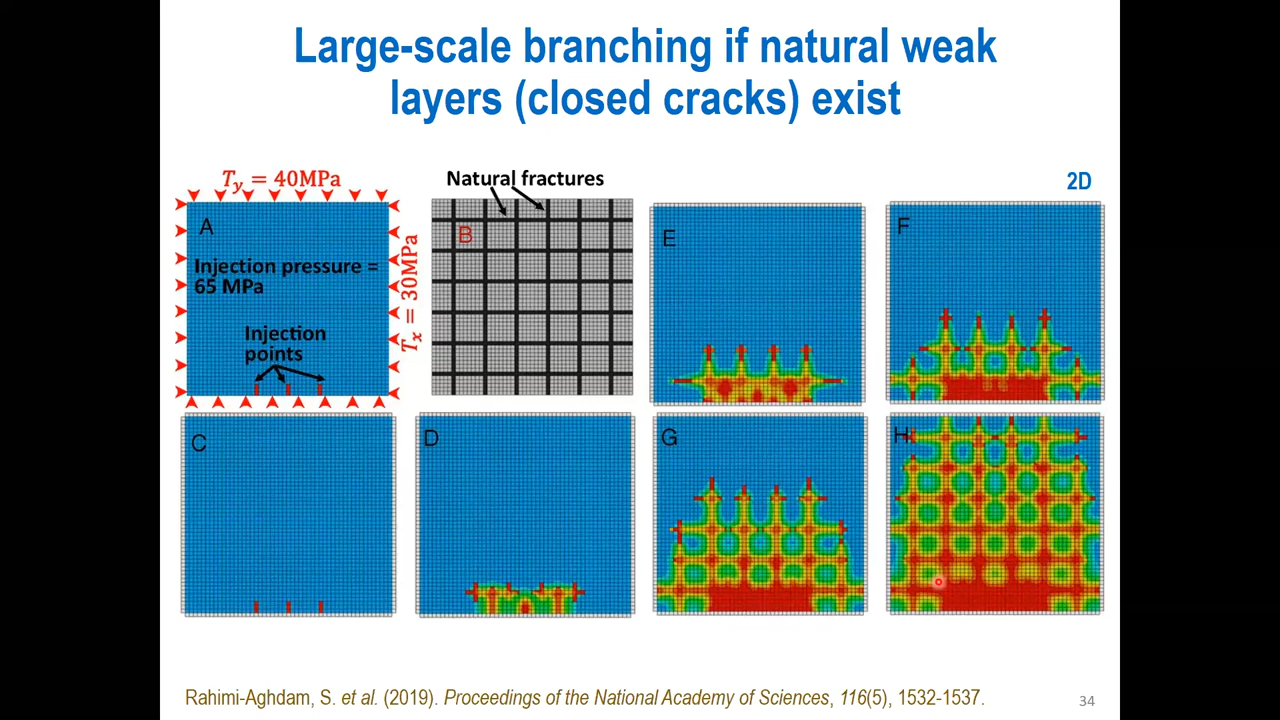 Large-scale branching if natural weak
layers (closed cracks) exist
T_y = 40MPa
Natural fractures
2D
A
B
E
F
Injection pressure =
65 MPa
T_x = 30MPa
Injection
points
C
D
G
H
Rahimi-Aghdam, S. et al. (2019). Proceedings of the National Academy of Sciences, 116(5), 1532-1537.
34